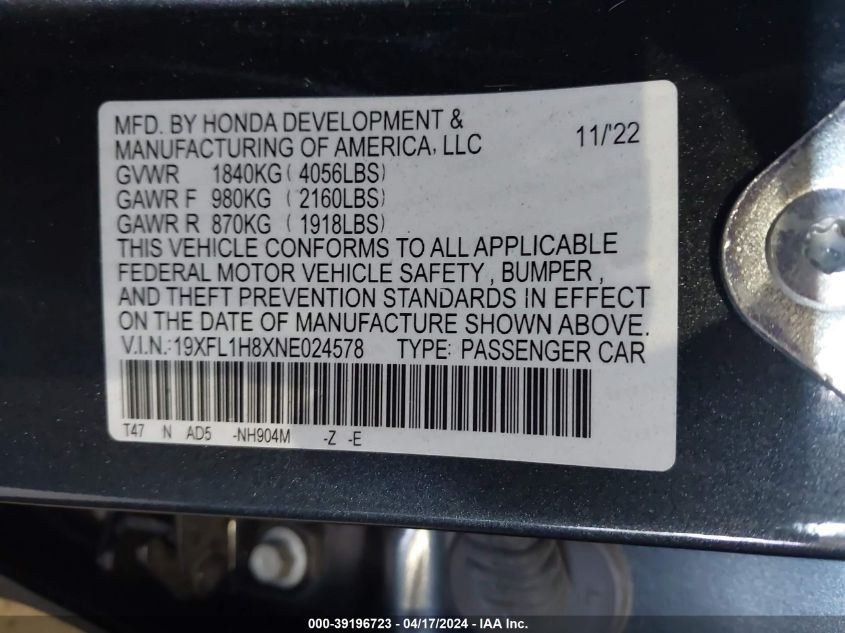 MFD. BY HONDA DEVELOPMENT &
MANUFACTURING OF AMERICA, LLC 11/'22
GVWR 1840KG ( 4056LBS)
GAWR F 980KG ( 2160LBS)
GAWR R 870KG ( 1918LBS)
THIS VEHICLE CONFORMS TO ALL APPLICABLE
FEDERAL MOTOR VEHICLE SAFETY , BUMPER ,
AND THEFT PREVENTION STANDARDS IN EFFECT
ON THE DATE OF MANUFACTURE SHOWN ABOVE.
V.I.N.:19XFL1H8XNE024578 TYPE: PASSENGER CAR
T47 N AD5 -NH904M -Z -E
000-39196723 - 04/17/2024 - IAA Inc.